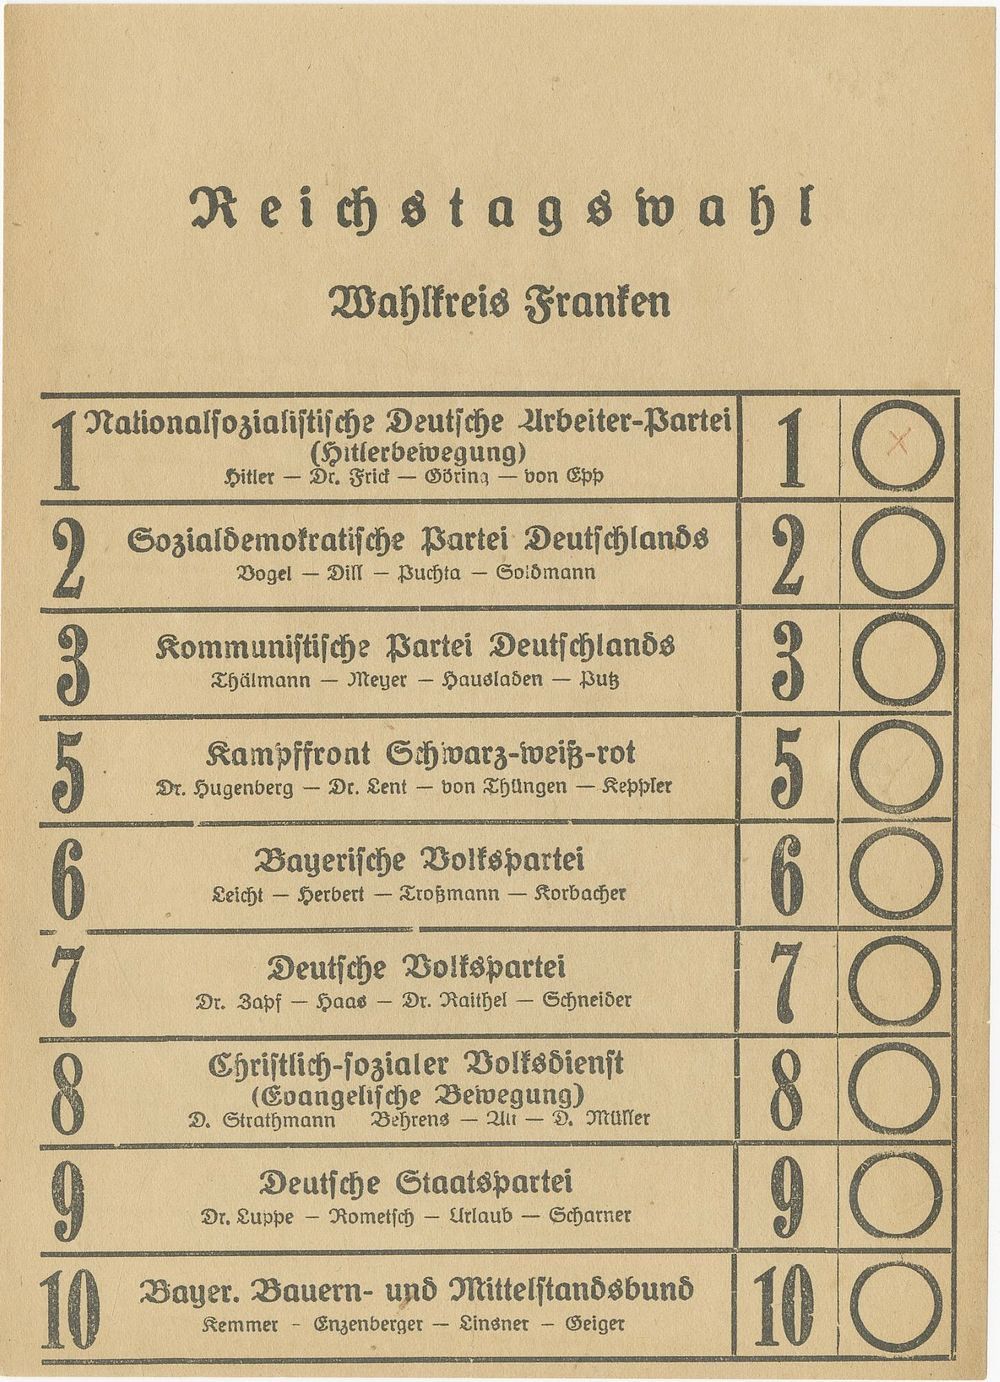 Reichstagswahl
Wahlkreis Franken
1 Nationalsozialistische Deutsche Arbeiter-Partei 1
(Hitlerbewegung)
Hitler — Dr. Frick — Göring — von Epp
2 Sozialdemokratische Partei Deutschlands 2
Vogel — Dill — Puchta — Soldmann
3 Kommunistische Partei Deutschlands 3
Thälmann — Meyer — Hausladen — Putz
5 Kampffront Schwarz-weiß-rot 5
Dr. Hugenberg — Dr. Lent — von Thüngen — Keppler
6 Bayerische Volkspartei 6
Leicht — Herbert — Troßmann — Korbacher
7 Deutsche Volkspartei 7
Dr. Zapf — Haas — Dr. Raithel — Schneider
8 Christlich-sozialer Volksdienst 8
(Evangelische Bewegung)
D. Strathmann Behrens — Alt — D. Müller
9 Deutsche Staatspartei 9
Dr. Luppe — Rometsch — Urlaub — Scharner
10 Bayer. Bauern- und Mittelstandsbund 10
Kemmer - Enzenberger — Linsner — Geiger